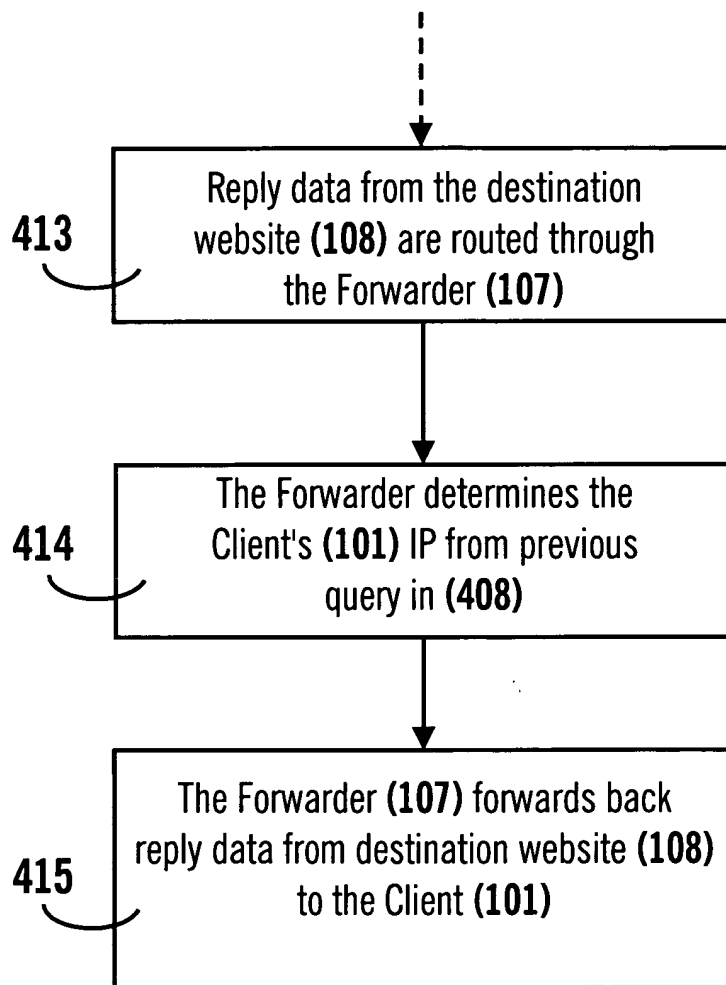 413
Reply data from the destination
website (108) are routed through
the Forwarder (107)
414
The Forwarder determines the
Client's (101) IP from previous
query in (408)
415
The Forwarder (107) forwards back
reply data from destination website (108)
to the Client (101)